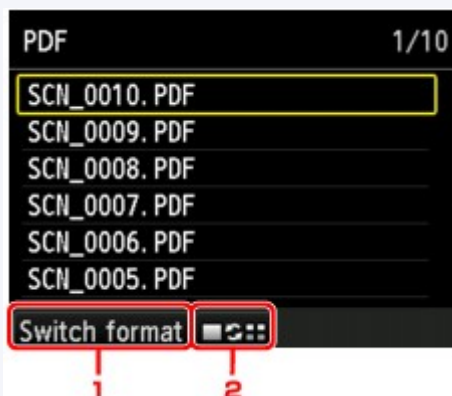 PDF 1/10
SCN_0010.PDF
SCN_0009.PDF
SCN_0008.PDF
SCN_0007.PDF
SCN_0006.PDF
SCN_0005.PDF
Switch format
1 2